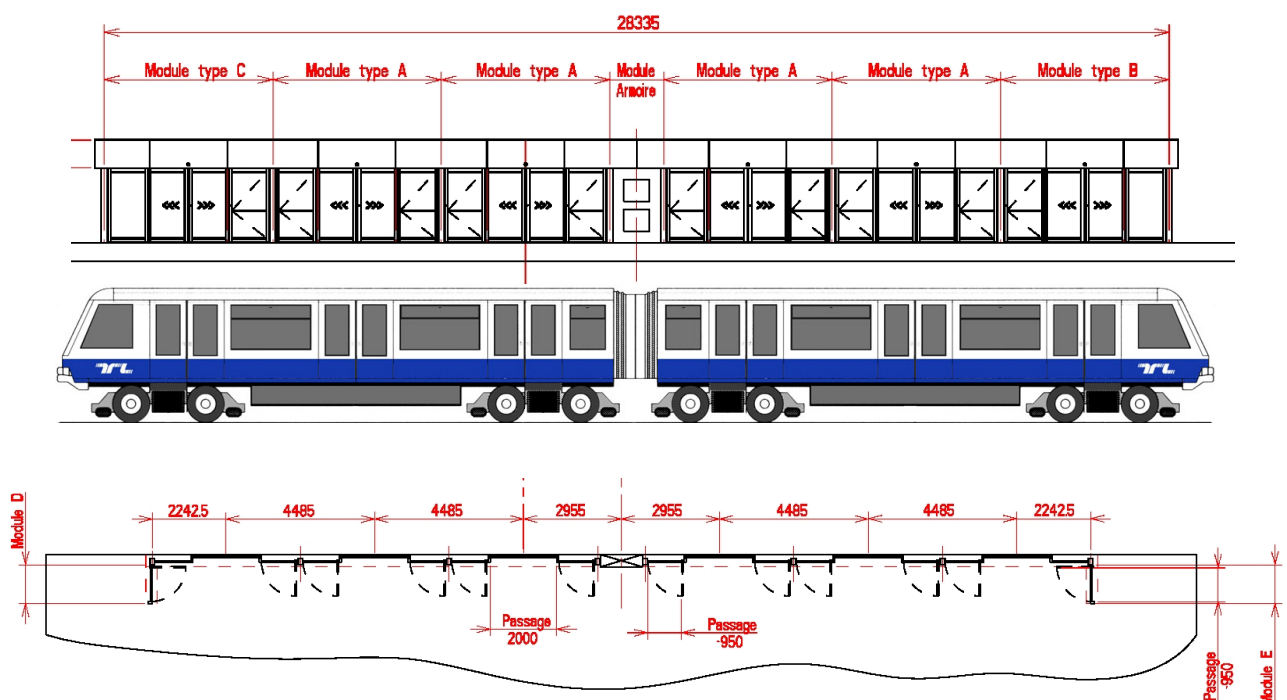 28335
Module type C
Module type A
Module type A
Module
Armoire
Module type A
Module type A
Module type B
<<< >>>
<<< >>>
<<< >>>
<<< >>>
<<< >>>
<<< >>>
TL
TL
Module D
2242.5
4485
4485
2955
2955
4485
4485
2242.5
Passage
2000
Passage
~950
Passage
~950
Module E